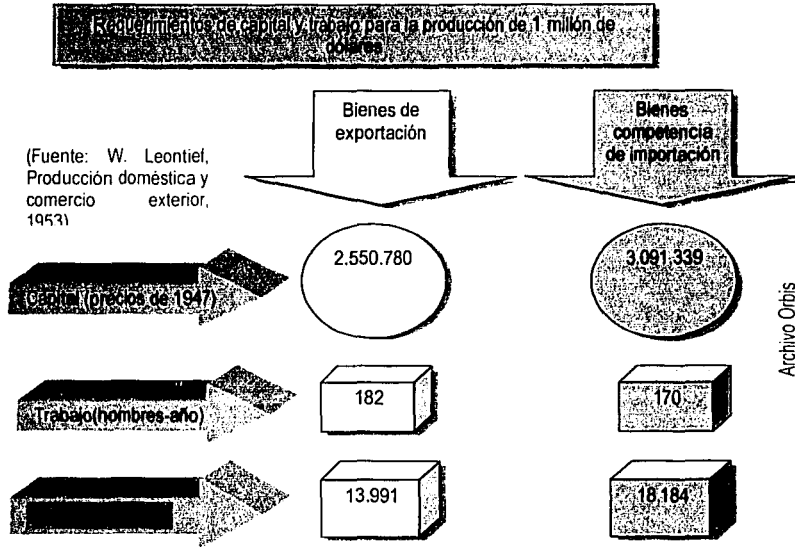 Requerimientos de capital y trabajo para la producción de 1 millón de
dólares
Bienes de
exportación
Bienes
competencia
de importación
(Fuente: W. Leontief,
Producción doméstica y
comercio exterior,
1953)
Capital (precios de 1947)
2.550.780
3.091.339
Trabajo(hombres-año)
182
170
13.991
18.184
Archivo Orbis